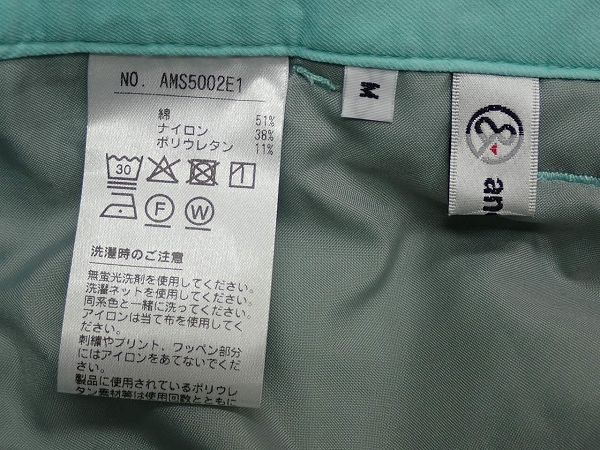 NO. AMS5002E1
綿 51%
ナイロン 38%
ポリウレタン 11%
30
F W
洗濯時のご注意
無蛍光洗剤を使用してください。
洗濯ネットを使用してください。
同系色と一緒に洗ってください。
アイロンは当て布を使用してくだ
さい。
刺繍やプリント、ワッペン部分
にはアイロンをあてないでくだ
さい。
製品に使用されているポリウレ
タン素材等は使用回数とともに
M
and